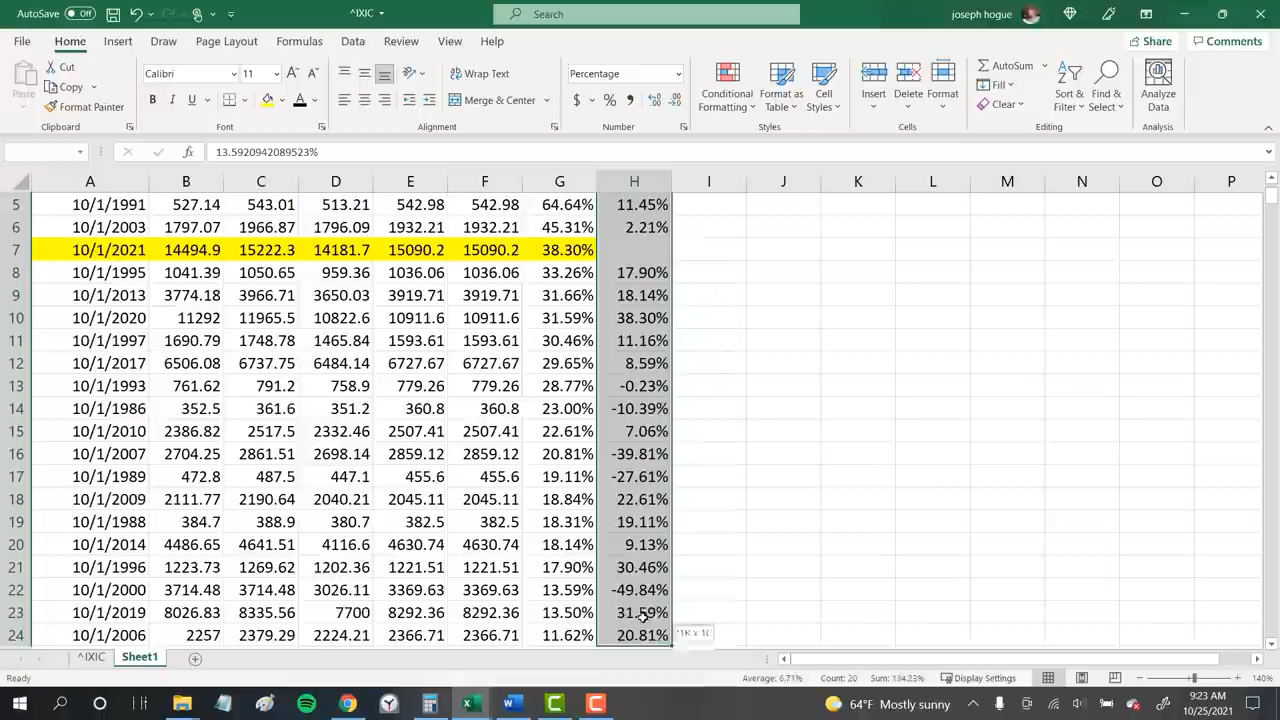 AutoSave Off ^IXIC Search joseph hogue
File Home Insert Draw Page Layout Formulas Data Review View Help Share Comments
Cut Calibri 11 Wrap Text Percentage AutoSum
Paste Copy Conditional Formatting Format as Table Cell Styles Insert Delete Format Fill Sort & Filter Find & Select Analyze Data
Format Painter B I U A Merge & Center $ % Clear
Clipboard Font Alignment Number Styles Cells Editing Analysis
fx 13.5920942089523%
A B C D E F G H I J K L M N O P
5 10/1/1991 527.14 543.01 513.21 542.98 542.98 64.64% 11.45%
6 10/1/2003 1797.07 1966.87 1796.09 1932.21 1932.21 45.31% 2.21%
7 10/1/2021 14494.9 15222.3 14181.7 15090.2 15090.2 38.30%
8 10/1/1995 1041.39 1050.65 959.36 1036.06 1036.06 33.26% 17.90%
9 10/1/2013 3774.18 3966.71 3650.03 3919.71 3919.71 31.66% 18.14%
10 10/1/2020 11292 11965.5 10822.6 10911.6 10911.6 31.59% 38.30%
11 10/1/1997 1690.79 1748.78 1465.84 1593.61 1593.61 30.46% 11.16%
12 10/1/2017 6506.08 6737.75 6484.14 6727.67 6727.67 29.65% 8.59%
13 10/1/1993 761.62 791.2 758.9 779.26 779.26 28.77% -0.23%
14 10/1/1986 352.5 361.6 351.2 360.8 360.8 23.00% -10.39%
15 10/1/2010 2386.82 2517.5 2332.46 2507.41 2507.41 22.61% 7.06%
16 10/1/2007 2704.25 2861.51 2698.14 2859.12 2859.12 20.81% -39.81%
17 10/1/1989 472.8 487.5 447.1 455.6 455.6 19.11% -27.61%
18 10/1/2009 2111.77 2190.64 2040.21 2045.11 2045.11 18.84% 22.61%
19 10/1/1988 384.7 388.9 380.7 382.5 382.5 18.31% 19.11%
20 10/1/2014 4486.65 4641.51 4116.6 4630.74 4630.74 18.14% 9.13%
21 10/1/1996 1223.73 1269.62 1202.36 1221.51 1221.51 17.90% 30.46%
22 10/1/2000 3714.48 3714.48 3026.11 3369.63 3369.63 13.59% -49.84%
23 10/1/2019 8026.83 8335.56 7700 8292.36 8292.36 13.50% 31.59%
24 10/1/2006 2257 2379.29 2224.21 2366.71 2366.71 11.62% 20.81%
^IXIC Sheet1
Ready Average: 6.71% Count: 20 Sum: 134.23% Display Settings 140%
64°F Mostly sunny 9:23 AM
10/25/2021